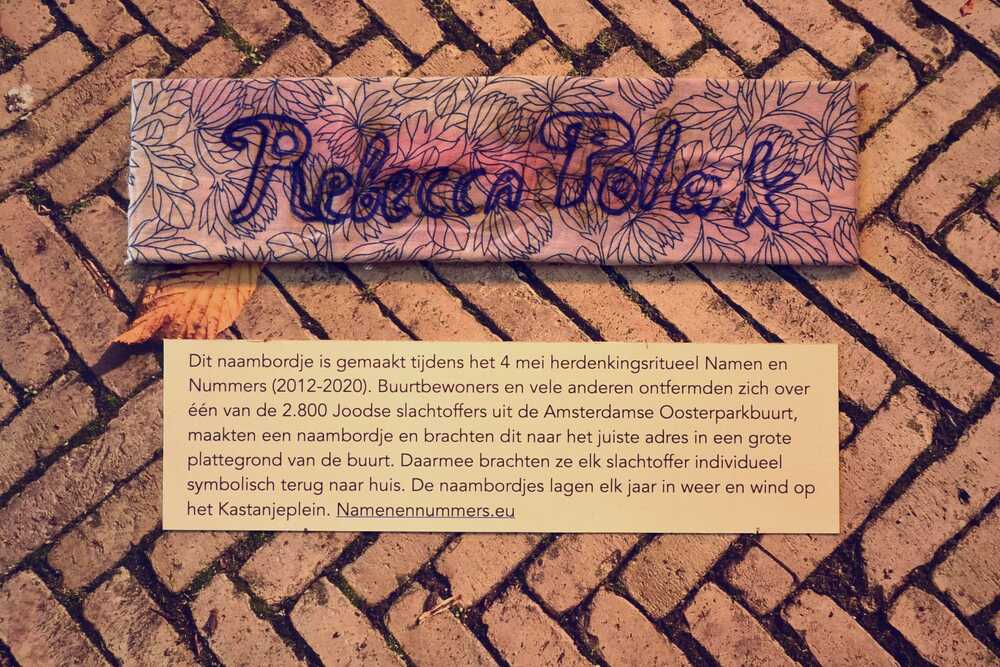 Rebecca Polak
Dit naambordje is gemaakt tijdens het 4 mei herdenkingsritueel Namen en
Nummers (2012-2020). Buurtbewoners en vele anderen ontfermden zich over
één van de 2.800 Joodse slachtoffers uit de Amsterdamse Oosterparkbuurt,
maakten een naambordje en brachten dit naar het juiste adres in een grote
plattegrond van de buurt. Daarmee brachten ze elk slachtoffer individueel
symbolisch terug naar huis. De naambordjes lagen elk jaar in weer en wind op
het Kastanjeplein. Namenennummers.eu